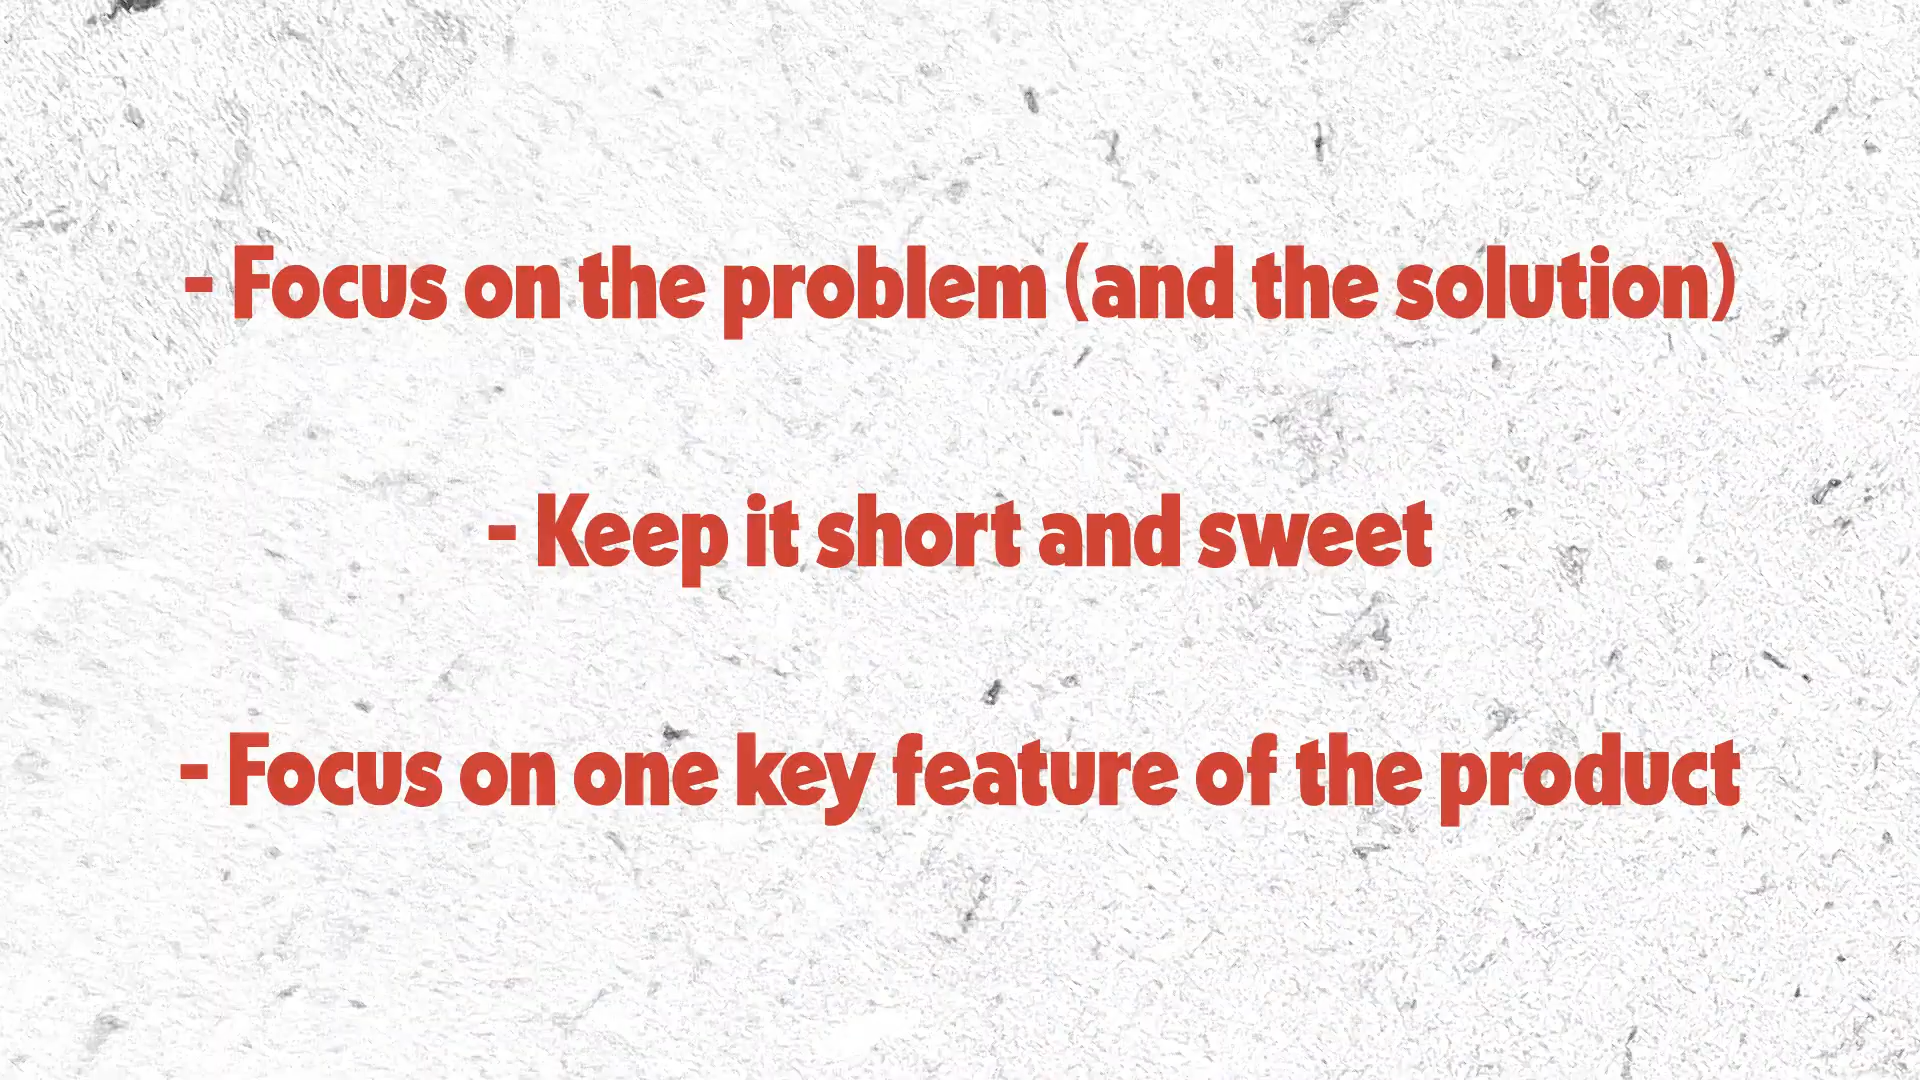 - Focus on the problem (and the solution)
- Keep it short and sweet
- Focus on one key feature of the product